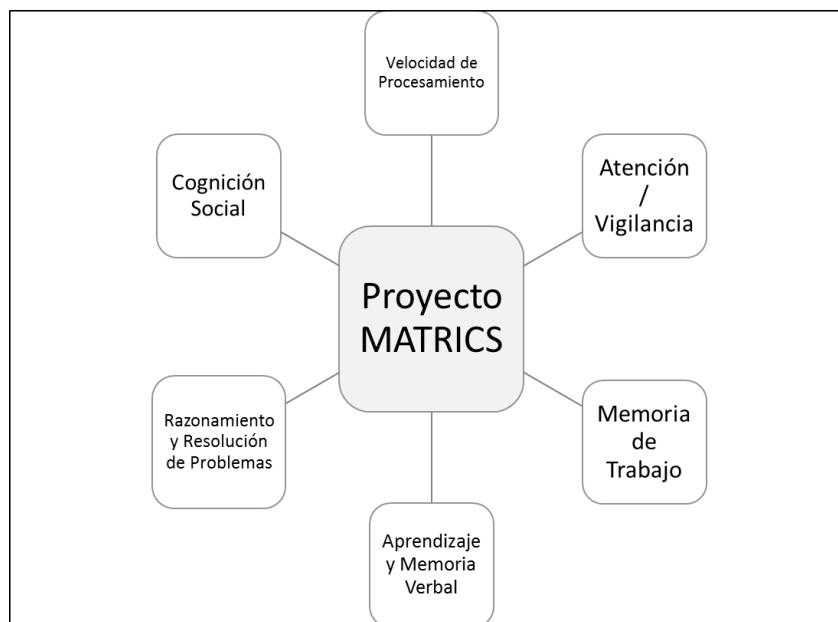 Velocidad de
Procesamiento
Atención
/
Vigilancia
Memoria
de
Trabajo
Aprendizaje
y Memoria
Verbal
Razonamiento
y Resolución
de Problemas
Cognición
Social
Proyecto
MATRICS